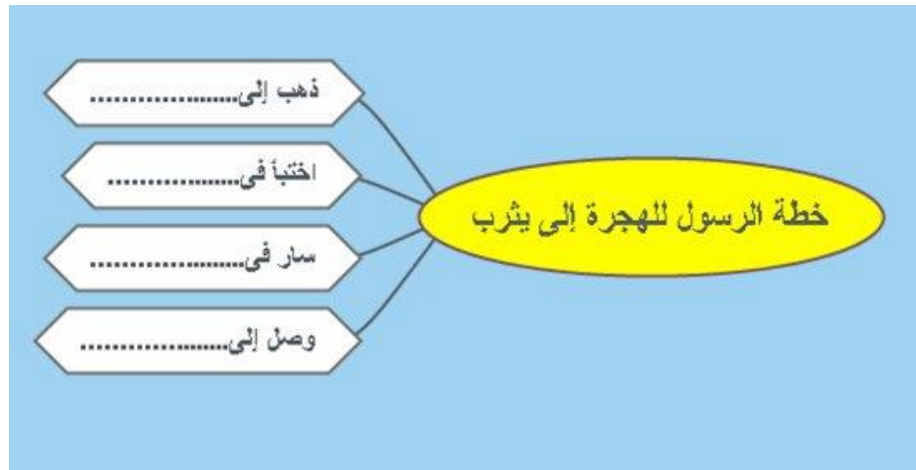 خطة الرسول للهجرة إلى يثرب
ذهب إلى....................
اختبأ فى....................
سار فى....................
وصل إلى....................